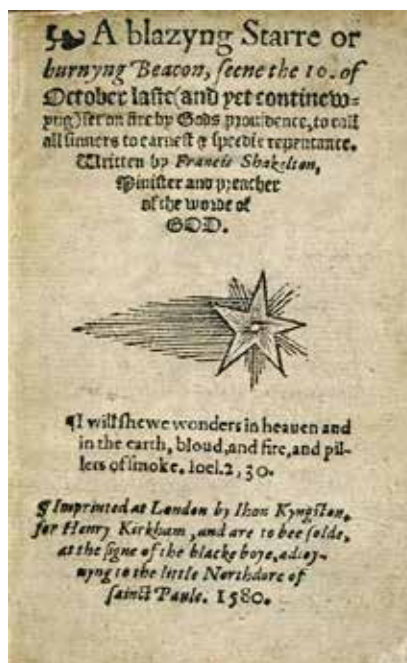 A blazyng Starre or
burnyng Beacon, seene the 10. of
October laste (and yet continew=
yng) set on fire by Gods prouidence, to call
all sinners to earnest & speedie repentance.
Written by Francis Shakelton,
Minister and preacher
of the worde of
GOD.
¶I will shewe wonders in heauen and
in the earth, bloud, and fire, and pil-
lers of smoke. Ioel. 2, 30.
¶ Imprinted at London by Ihon Kyngston,
for Henry Kirkham, and are to bee solde,
at the signe of the blacke boye, adioy-
nyng to the little Northdore of
sainct Paule. 1580.